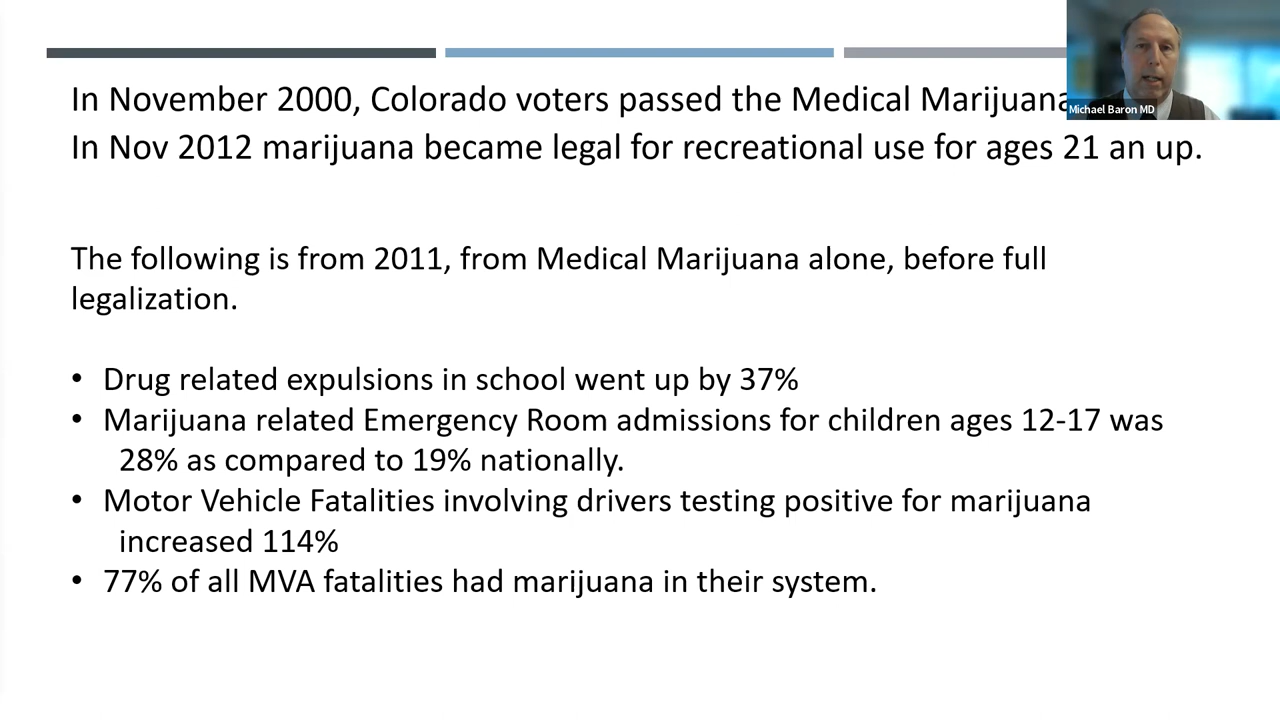 In November 2000, Colorado voters passed the Medical Marijuana
Michael Baron MD
In Nov 2012 marijuana became legal for recreational use for ages 21 an up.
The following is from 2011, from Medical Marijuana alone, before full
legalization.
• Drug related expulsions in school went up by 37%
• Marijuana related Emergency Room admissions for children ages 12-17 was
28% as compared to 19% nationally.
• Motor Vehicle Fatalities involving drivers testing positive for marijuana
increased 114%
• 77% of all MVA fatalities had marijuana in their system.